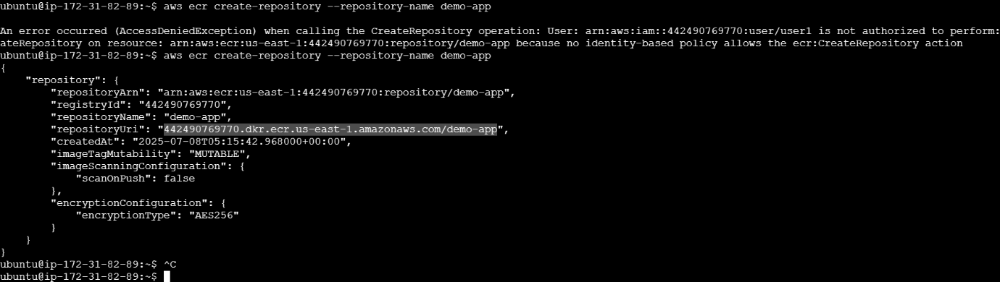 ubuntu@ip-172-31-82-89:~$ aws ecr create-repository --repository-name demo-app
An error occurred (AccessDeniedException) when calling the CreateRepository operation: User: arn:aws:iam::442490769770:user/user1 is not authorized to perform:
ateRepository on resource: arn:aws:ecr:us-east-1:442490769770:repository/demo-app because no identity-based policy allows the ecr:CreateRepository action
ubuntu@ip-172-31-82-89:~$ aws ecr create-repository --repository-name demo-app
{
    "repository": {
        "repositoryArn": "arn:aws:ecr:us-east-1:442490769770:repository/demo-app",
        "registryId": "442490769770",
        "repositoryName": "demo-app",
        "repositoryUri": "442490769770.dkr.ecr.us-east-1.amazonaws.com/demo-app",
        "createdAt": "2025-07-08T05:15:42.968000+00:00",
        "imageTagMutability": "MUTABLE",
        "imageScanningConfiguration": {
            "scanOnPush": false
        },
        "encryptionConfiguration": {
            "encryptionType": "AES256"
        }
    }
}
ubuntu@ip-172-31-82-89:~$ ^C
ubuntu@ip-172-31-82-89:~$